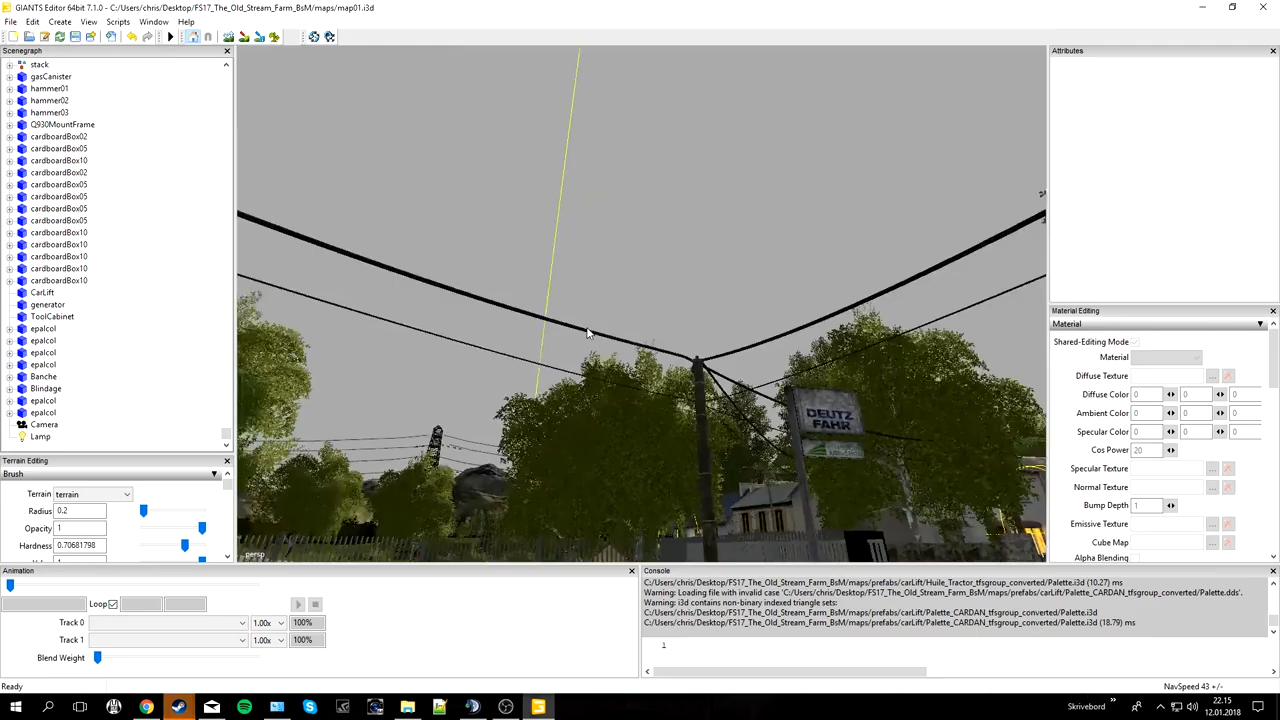 GIANTS Editor 64bit 7.1.0 - C:/Users/chris/Desktop/FS17_The_Old_Stream_Farm_BsM/maps/map01.i3d
File Edit Create View Scripts Window Help
Scenegraph
stack
gasCanister
hammer01
hammer02
hammer03
Q930MountFrame
cardboardBox02
cardboardBox05
cardboardBox10
cardboardBox02
cardboardBox05
cardboardBox05
cardboardBox05
cardboardBox05
cardboardBox10
cardboardBox10
cardboardBox10
cardboardBox10
cardboardBox10
CarLift
generator
ToolCabinet
epalcol
epalcol
epalcol
epalcol
Banche
Blindage
epalcol
epalcol
Camera
Lamp
Terrain Editing
Brush
Terrain terrain
Radius 0.2
Opacity 1
Hardness 0.70681798
DEUTZ
FAHR
persp
Attributes
Material Editing
Material
Shared-Editing Mode
Material
Diffuse Texture ...
Diffuse Color 0 0 0
Ambient Color 0 0 0
Specular Color 0 0 0
Cos Power 20
Specular Texture ...
Normal Texture ...
Bump Depth 1
Emissive Texture ...
Cube Map ...
Alpha Blending
Animation
Loop
Track 0 1.00x 100%
Track 1 1.00x 100%
Blend Weight
Console
C:/Users/chris/Desktop/FS17_The_Old_Stream_Farm_BsM/maps/prefabs/carLift/Huile_Tractor_tfsgroup_converted/Palette.i3d (10.27) ms
Warning: Loading file with invalid case 'C:/Users/chris/Desktop/FS17_The_Old_Stream_Farm_BsM/maps/prefabs/carLift/Palette_CARDAN_tfsgroup_converted/Palette.dds'.
Warning: i3d contains non-binary indexed triangle sets:
C:/Users/chris/Desktop/FS17_The_Old_Stream_Farm_BsM/maps/prefabs/carLift/Palette_CARDAN_tfsgroup_converted/Palette.i3d
C:/Users/chris/Desktop/FS17_The_Old_Stream_Farm_BsM/maps/prefabs/carLift/Palette_CARDAN_tfsgroup_converted/Palette.i3d (18.79) ms
1
Ready
NavSpeed 43 +/-
Skrivebord
22.15
12.01.2018